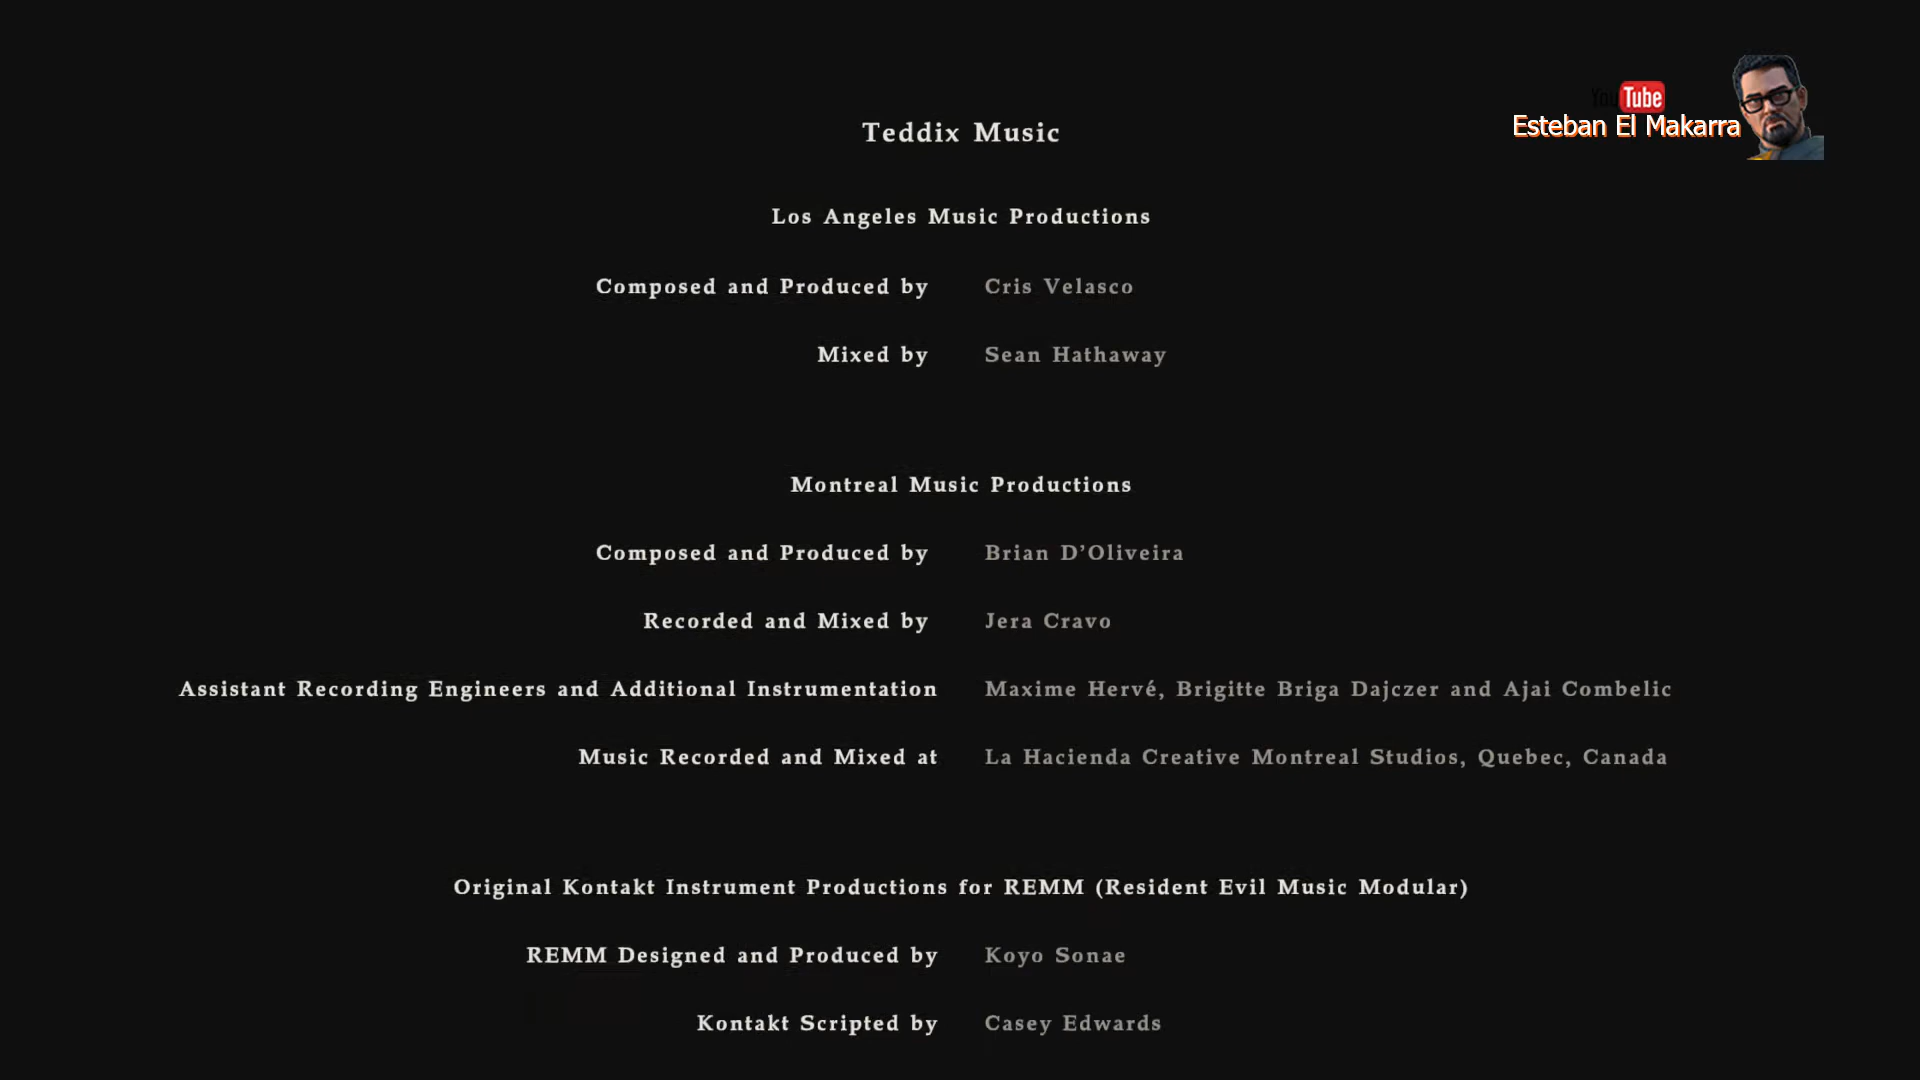 YouTube
Esteban El Makarra
Teddix Music
Los Angeles Music Productions
Composed and Produced by Cris Velasco
Mixed by Sean Hathaway
Montreal Music Productions
Composed and Produced by Brian D’Oliveira
Recorded and Mixed by Jera Cravo
Assistant Recording Engineers and Additional Instrumentation Maxime Hervé, Brigitte Briga Dajczer and Ajai Combelic
Music Recorded and Mixed at La Hacienda Creative Montreal Studios, Quebec, Canada
Original Kontakt Instrument Productions for REMM (Resident Evil Music Modular)
REMM Designed and Produced by Koyo Sonae
Kontakt Scripted by Casey Edwards